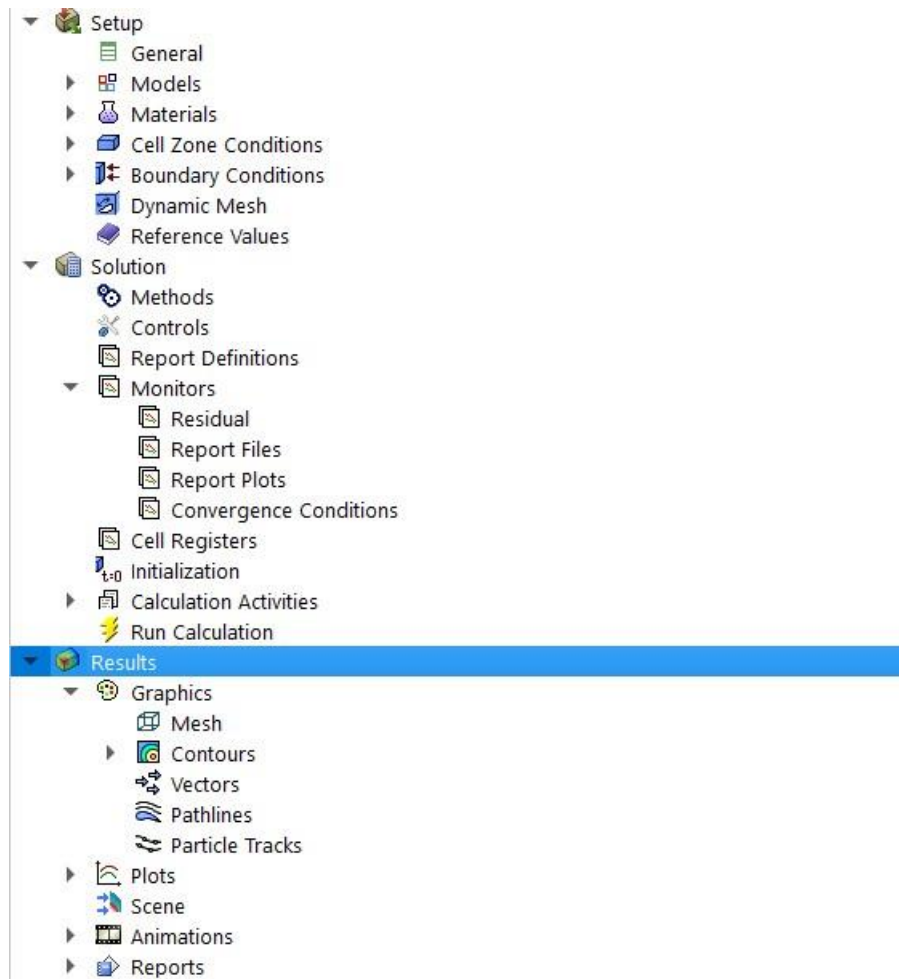 Setup
General
Models
Materials
Cell Zone Conditions
Boundary Conditions
Dynamic Mesh
Reference Values
Solution
Methods
Controls
Report Definitions
Monitors
Residual
Report Files
Report Plots
Convergence Conditions
Cell Registers
t=0 Initialization
Calculation Activities
Run Calculation
Results
Graphics
Mesh
Contours
Vectors
Pathlines
Particle Tracks
Plots
Scene
Animations
Reports